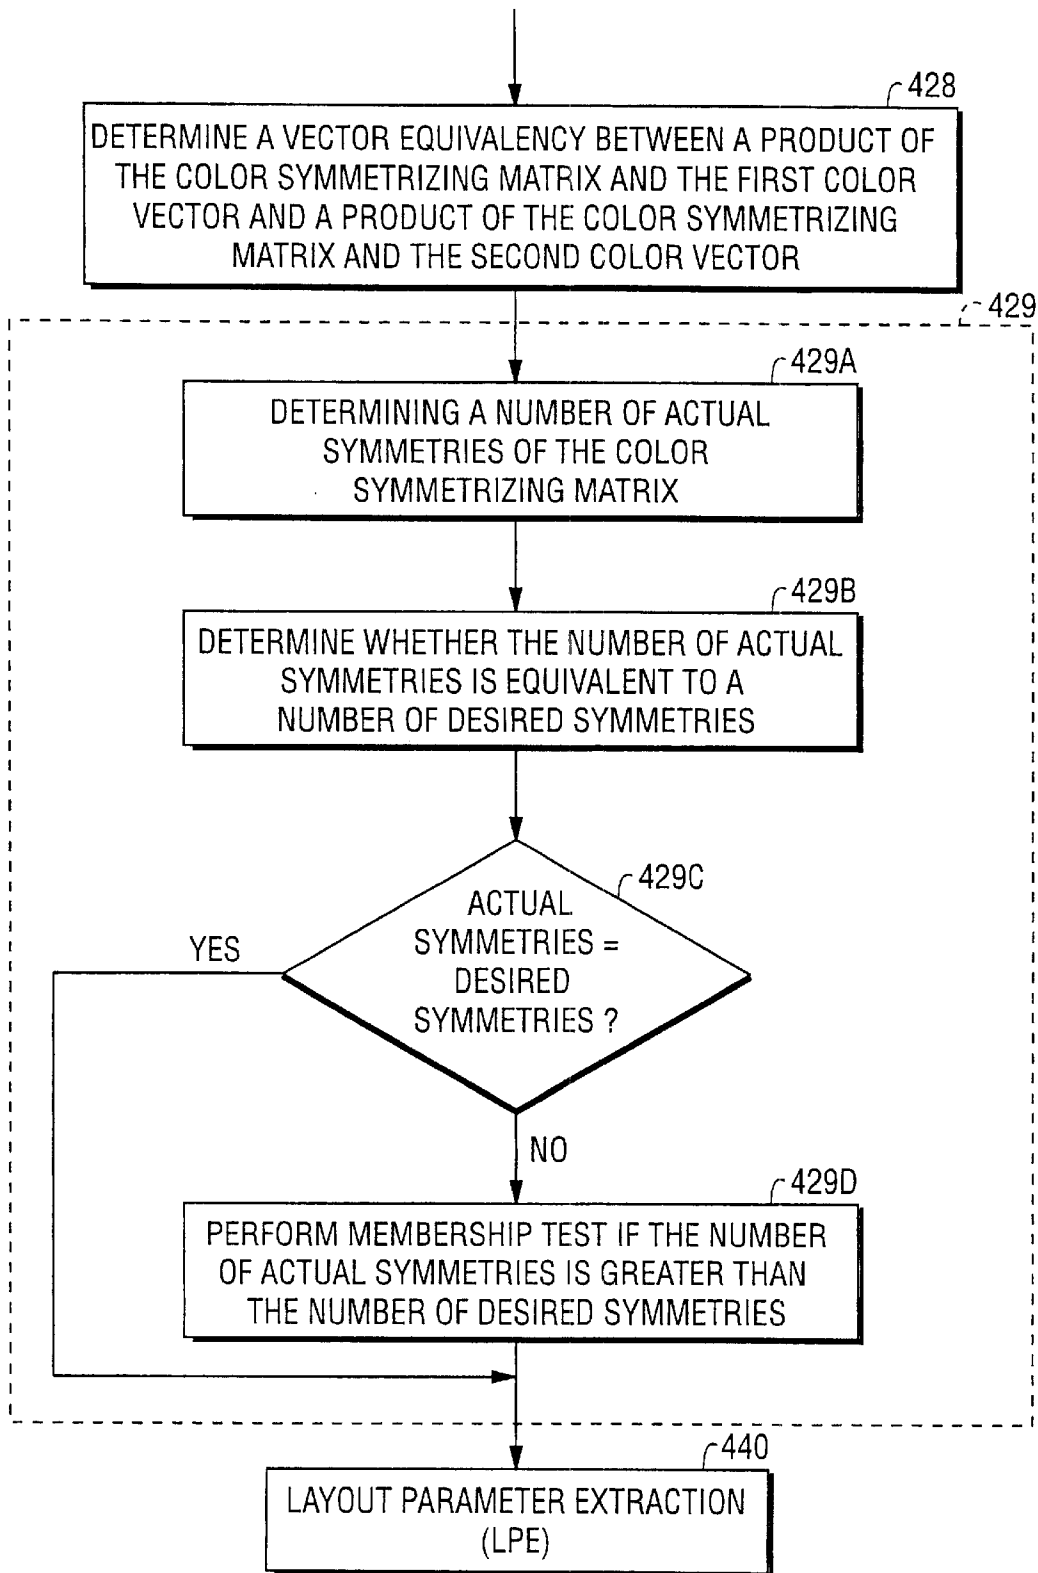 428
DETERMINE A VECTOR EQUIVALENCY BETWEEN A PRODUCT OF
THE COLOR SYMMETRIZING MATRIX AND THE FIRST COLOR
VECTOR AND A PRODUCT OF THE COLOR SYMMETRIZING
MATRIX AND THE SECOND COLOR VECTOR
429
429A
DETERMINING A NUMBER OF ACTUAL
SYMMETRIES OF THE COLOR
SYMMETRIZING MATRIX
429B
DETERMINE WHETHER THE NUMBER OF ACTUAL
SYMMETRIES IS EQUIVALENT TO A
NUMBER OF DESIRED SYMMETRIES
429C
ACTUAL
SYMMETRIES =
DESIRED
SYMMETRIES ?
YES
NO
429D
PERFORM MEMBERSHIP TEST IF THE NUMBER
OF ACTUAL SYMMETRIES IS GREATER THAN
THE NUMBER OF DESIRED SYMMETRIES
440
LAYOUT PARAMETER EXTRACTION
(LPE)